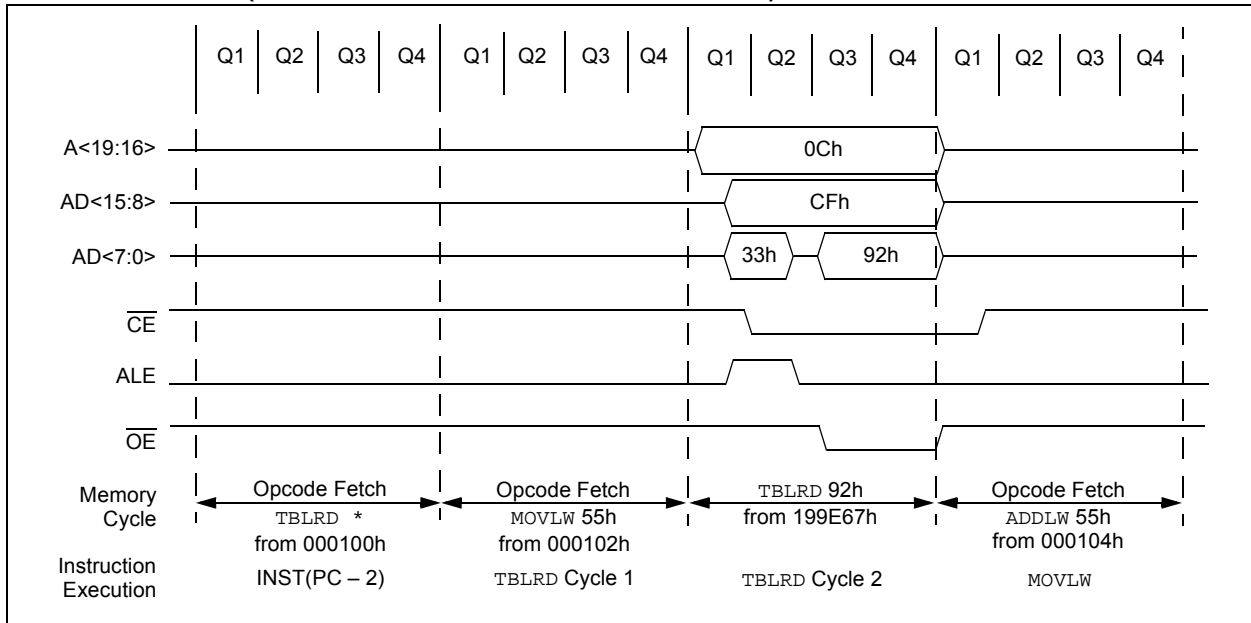 Q1 Q2 Q3 Q4 Q1 Q2 Q3 Q4 Q1 Q2 Q3 Q4 Q1 Q2 Q3 Q4
A<19:16> 0Ch
AD<15:8> CFh
AD<7:0> 33h 92h
CE
ALE
OE
Memory Cycle
Opcode Fetch
TBLRD *
from 000100h
Opcode Fetch
MOVLW 55h
from 000102h
TBLRD 92h
from 199E67h
Opcode Fetch
ADDLW 55h
from 000104h
Instruction Execution
INST(PC – 2)
TBLRD Cycle 1
TBLRD Cycle 2
MOVLW